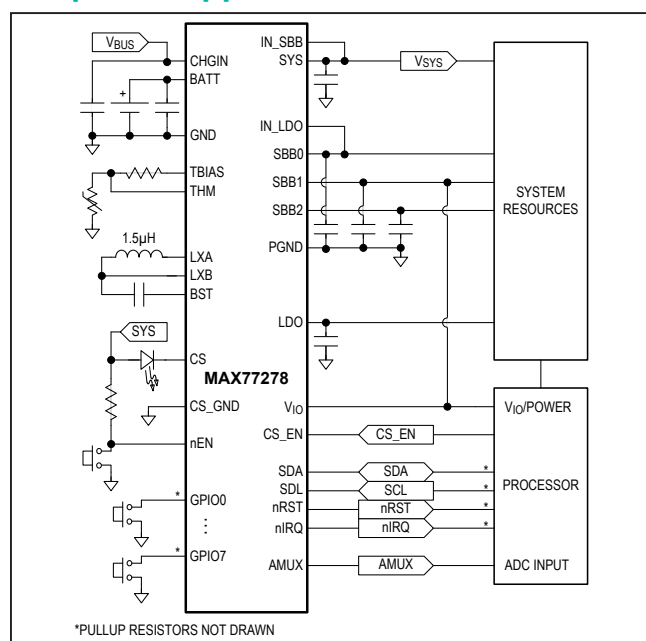 VBUS
CHGIN
BATT
+
GND
TBIAS
THM
1.5µH
LXA
LXB
BST
SYS
CS
CS_GND
nEN
* GPIO0
⋮
* GPIO7
MAX77278
IN_SBB
SYS
VSYS
IN_LDO
SBB0
SBB1
SBB2
PGND
LDO
VIO
CS_EN
CS_EN
SDA
SDA
*
SDL
SCL
*
nRST
nRST
*
nIRQ
nIRQ
*
AMUX
AMUX
SYSTEM
RESOURCES
VIO/POWER
PROCESSOR
ADC INPUT
*PULLUP RESISTORS NOT DRAWN